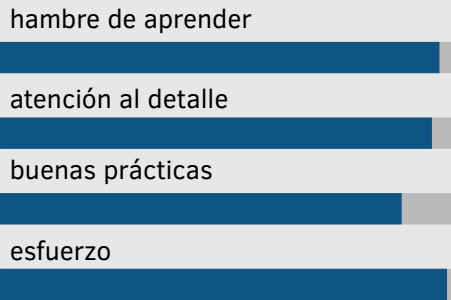 hambre de aprender
atención al detalle
buenas prácticas
esfuerzo